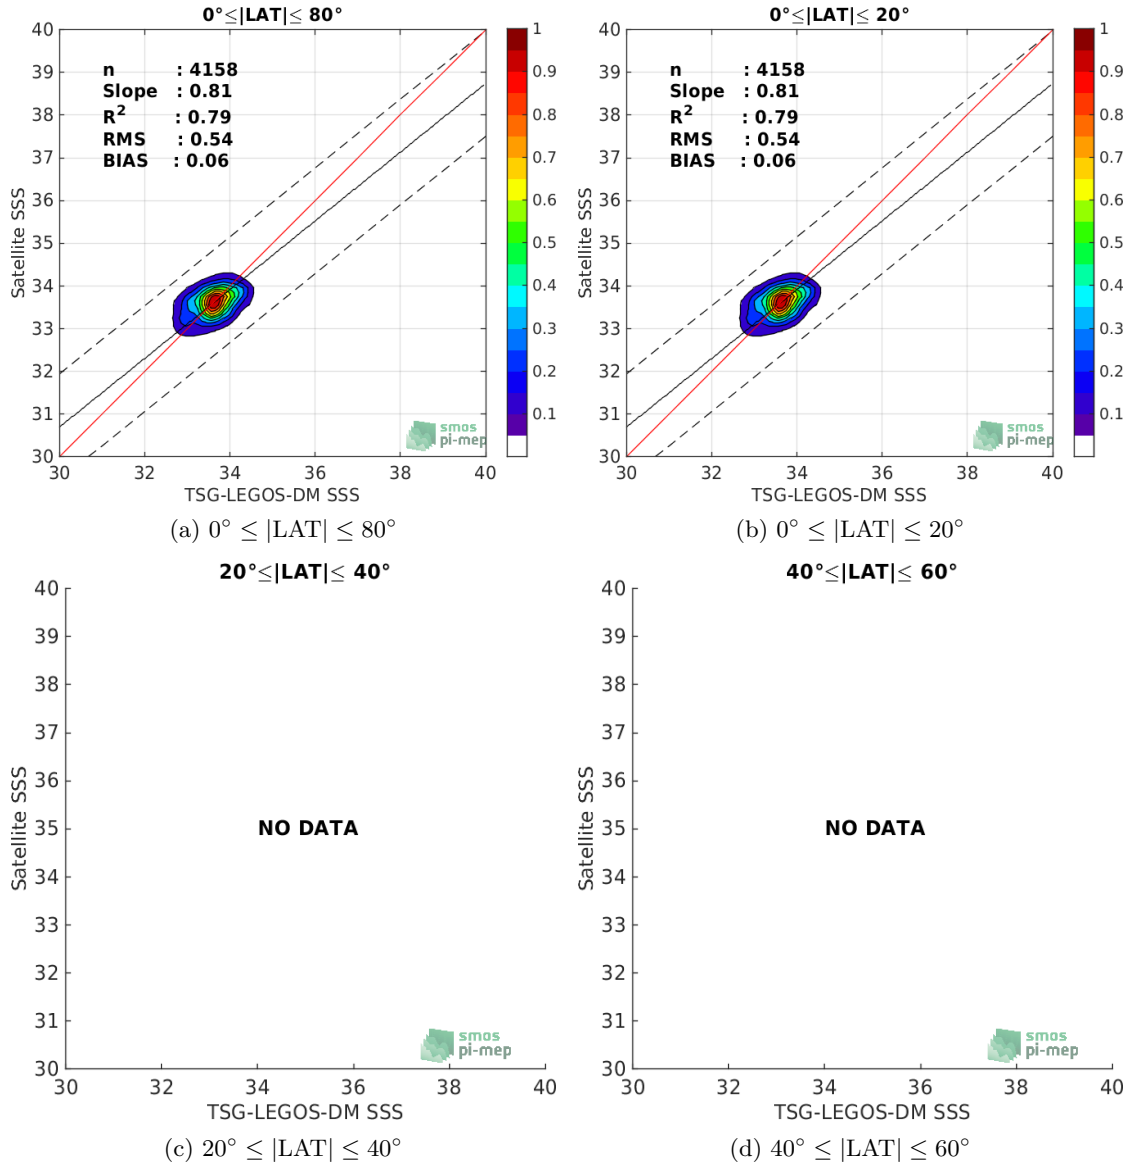 0°≤|LAT|≤ 80°
n : 4158
Slope : 0.81
R² : 0.79
RMS : 0.54
BIAS : 0.06
40
39
38
37
36
35
34
33
32
31
30
Satellite SSS
30 32 34 36 38 40
TSG-LEGOS-DM SSS
1
0.9
0.8
0.7
0.6
0.5
0.4
0.3
0.2
0.1
smos
pi-mep
(a) 0° ≤ |LAT| ≤ 80°
0°≤|LAT|≤ 20°
n : 4158
Slope : 0.81
R² : 0.79
RMS : 0.54
BIAS : 0.06
40
39
38
37
36
35
34
33
32
31
30
Satellite SSS
30 32 34 36 38 40
TSG-LEGOS-DM SSS
1
0.9
0.8
0.7
0.6
0.5
0.4
0.3
0.2
0.1
smos
pi-mep
(b) 0° ≤ |LAT| ≤ 20°
20°≤|LAT|≤ 40°
40
39
38
37
36
35
34
33
32
31
30
Satellite SSS
NO DATA
smos
pi-mep
30 32 34 36 38 40
TSG-LEGOS-DM SSS
(c) 20° ≤ |LAT| ≤ 40°
40°≤|LAT|≤ 60°
40
39
38
37
36
35
34
33
32
31
30
Satellite SSS
NO DATA
smos
pi-mep
30 32 34 36 38 40
TSG-LEGOS-DM SSS
(d) 40° ≤ |LAT| ≤ 60°